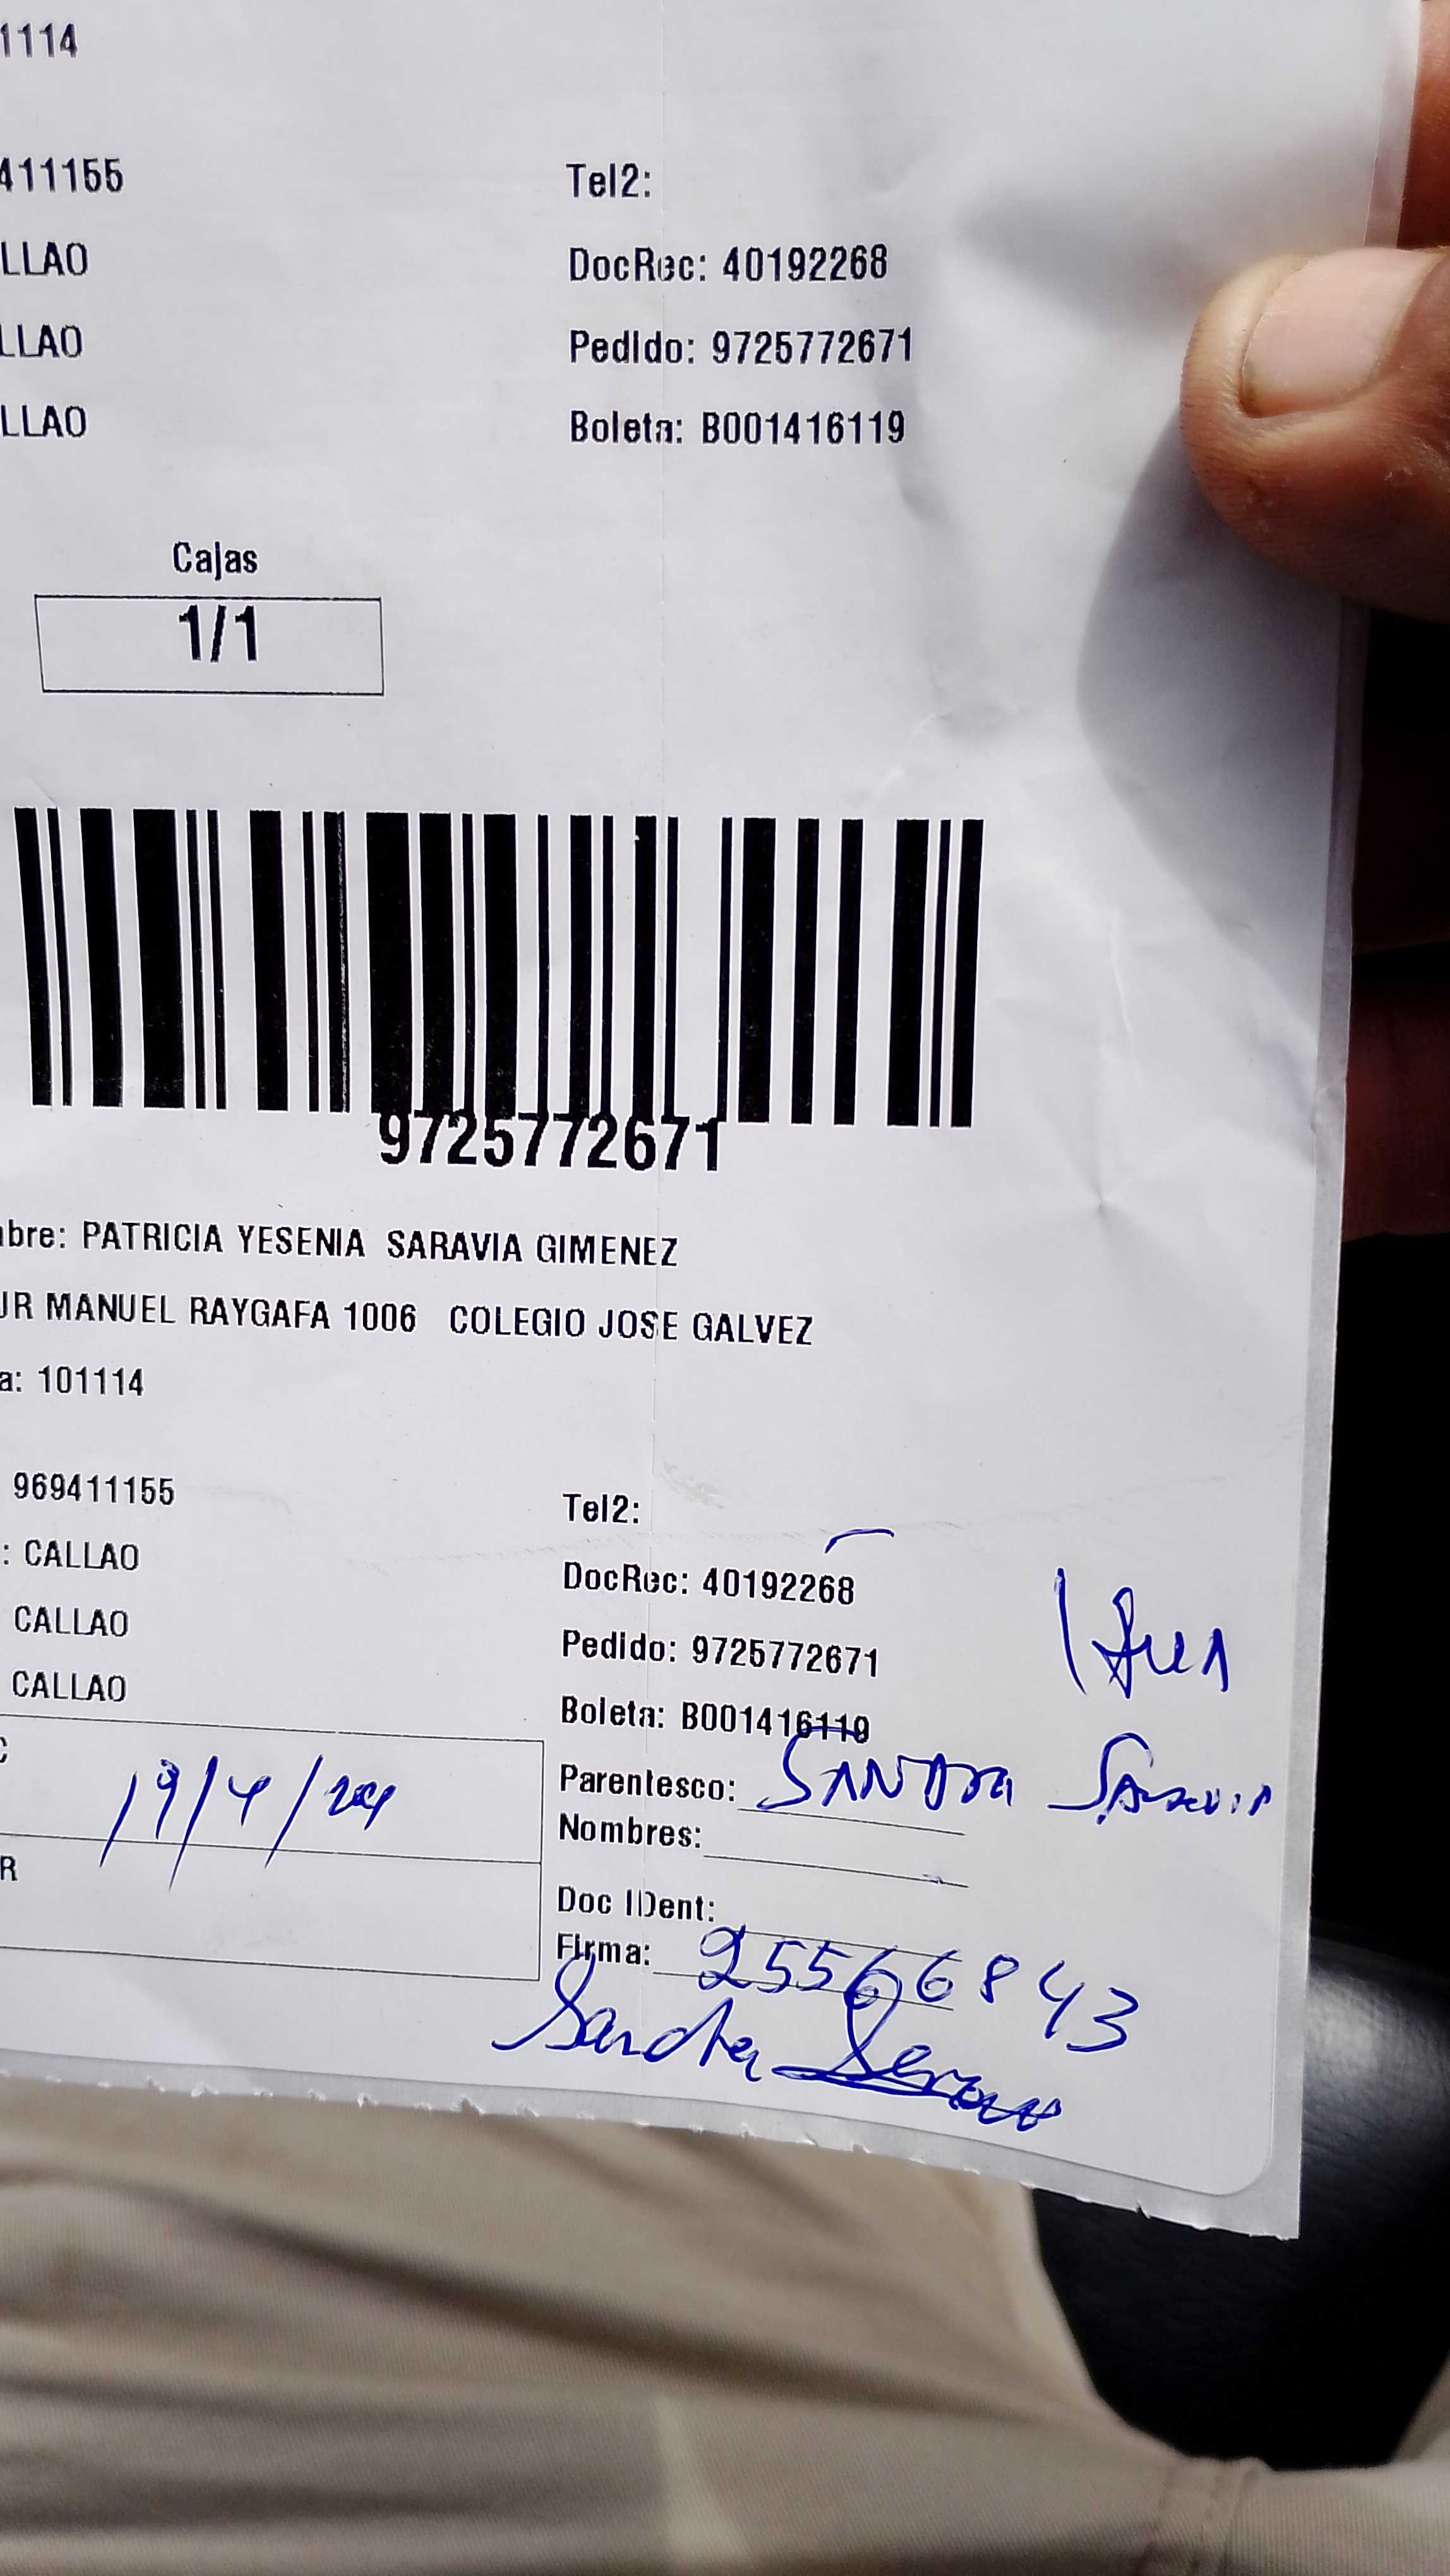 1114
411155
Tel2:
LLAO
DocRec: 40192268
LLAO
Pedido: 9725772671
LLAO
Boleta: B001416119
Cajas
1/1
9725772671
bre: PATRICIA YESENIA SARAVIA GIMENEZ
JR MANUEL RAYGAFA 1006 COLEGIO JOSE GALVEZ
a: 101114
969411155
Tel2:
: CALLAO
DocRec: 40192268
CALLAO
Pedido: 9725772671
CALLAO
Boleta: B001416119
C
19/4/
Parentesco: SANDRA
Nombres:
R
Doc IDent:
Firma: 25566843
Sandra